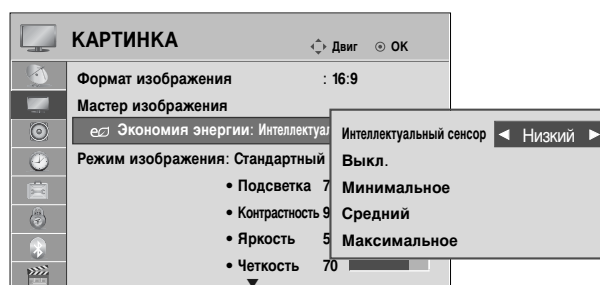 КАРТИНКА
Двиг ОК
Формат изображения : 16:9
Мастер изображения
Экономия энергии: Интеллектуал
Режим изображения: Стандартный
• Подсветка 7
• Контрастность 9
• Яркость 5
• Четкость 70
Интеллектуальный сенсор ◄ Низкий ►
Выкл.
Минимальное
Средний
Максимальное